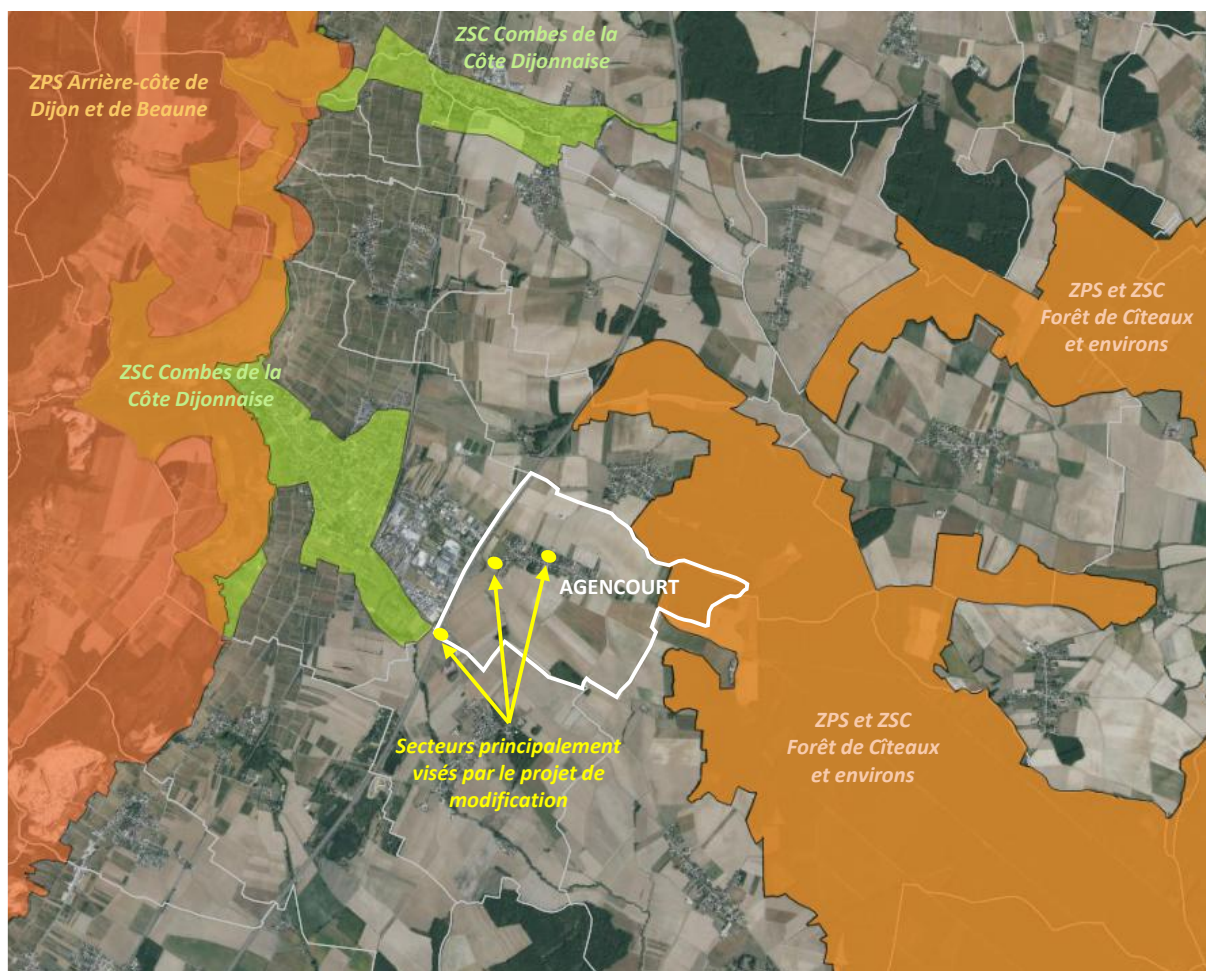 ZSC Combes de la
Côte Dijonnaise
ZPS Arrière-côte de
Dijon et de Beaune
ZPS et ZSC
Forêt de Cîteaux
et environs
ZSC Combes de la
Côte Dijonnaise
AGENCOURT
ZPS et ZSC
Forêt de Cîteaux
et environs
Secteurs principalement
visés par le projet de
modification